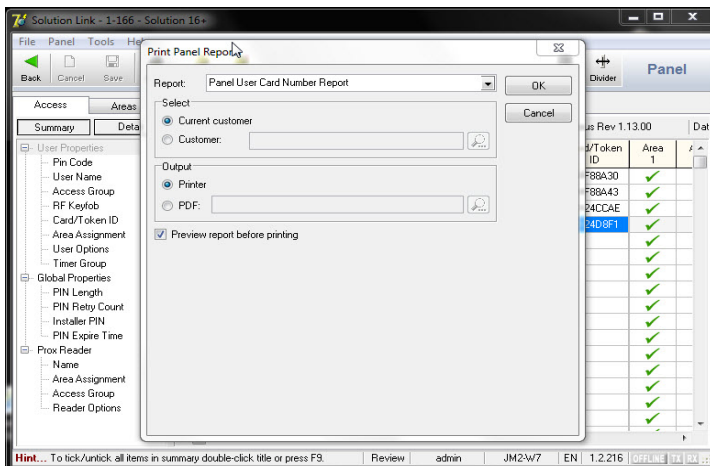 Solution Link - 1-166 - Solution 16+
File Panel Tools He
Back Cancel Save
Divider
Panel
Access Areas
Summary Deta
us Rev 1.13.00 Dat
User Properties
Pin Code
User Name
Access Group
RF Keyfob
Card/Token ID
Area Assignment
User Options
Timer Group
Global Properties
PIN Length
PIN Retry Count
Installer PIN
PIN Expire Time
Prox Reader
Name
Area Assignment
Access Group
Reader Options
Print Panel Report
Report: Panel User Card Number Report
OK
Cancel
Select
Current customer
Customer:
Output
Printer
PDF:
Preview report before printing
d/Token ID
Area 1
F88A30
F88A43
24CCAE
24D8F1
Hint... To tick/untick all items in summary double-click title or press F9. Review admin JM2-W7 EN 1.2.216 OFFLINE TX RX